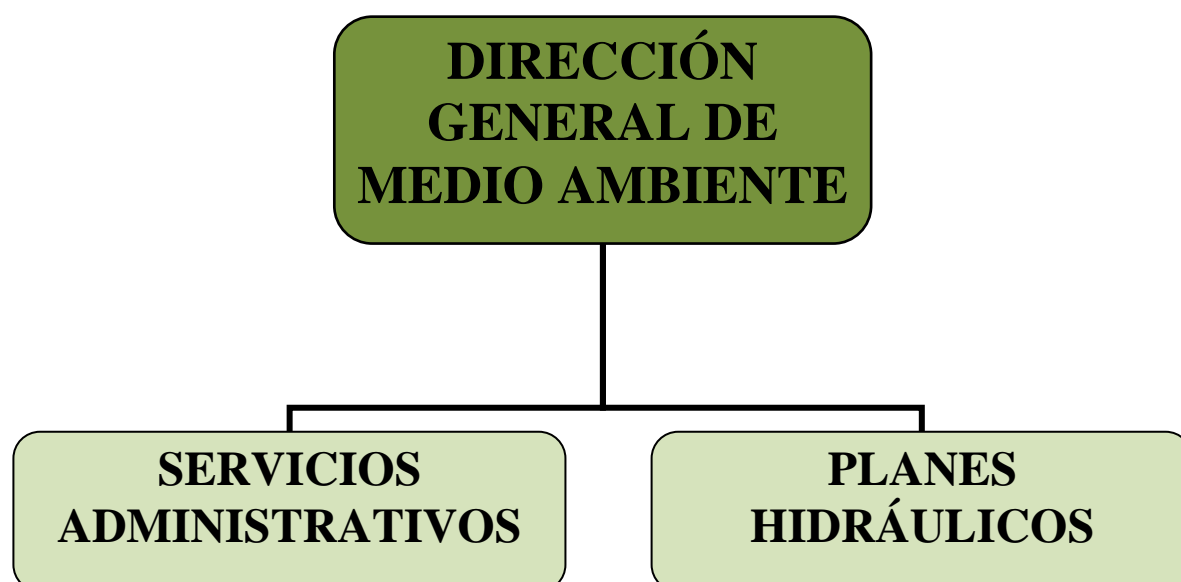 DIRECCIÓN
GENERAL DE
MEDIO AMBIENTE
SERVICIOS
ADMINISTRATIVOS
PLANES
HIDRÁULICOS